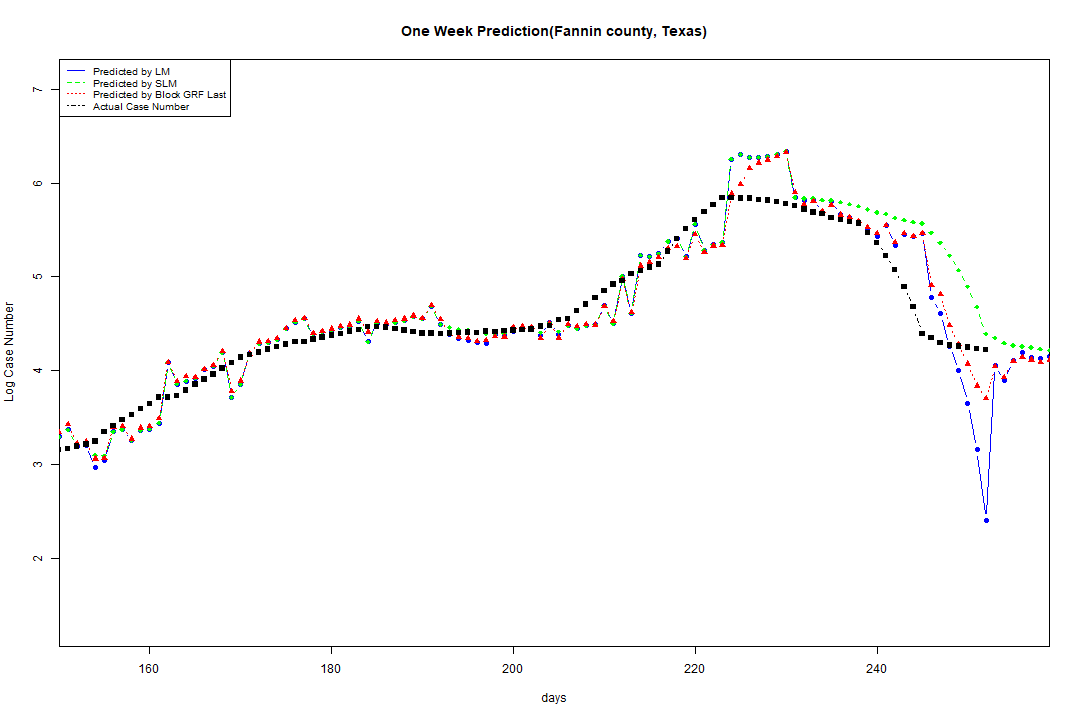 One Week Prediction(Fannin county, Texas)
Predicted by LM
Predicted by SLM
Predicted by Block GRF Last
Actual Case Number
7
6
5
4
3
2
Log Case Number
160 180 200 220 240
days